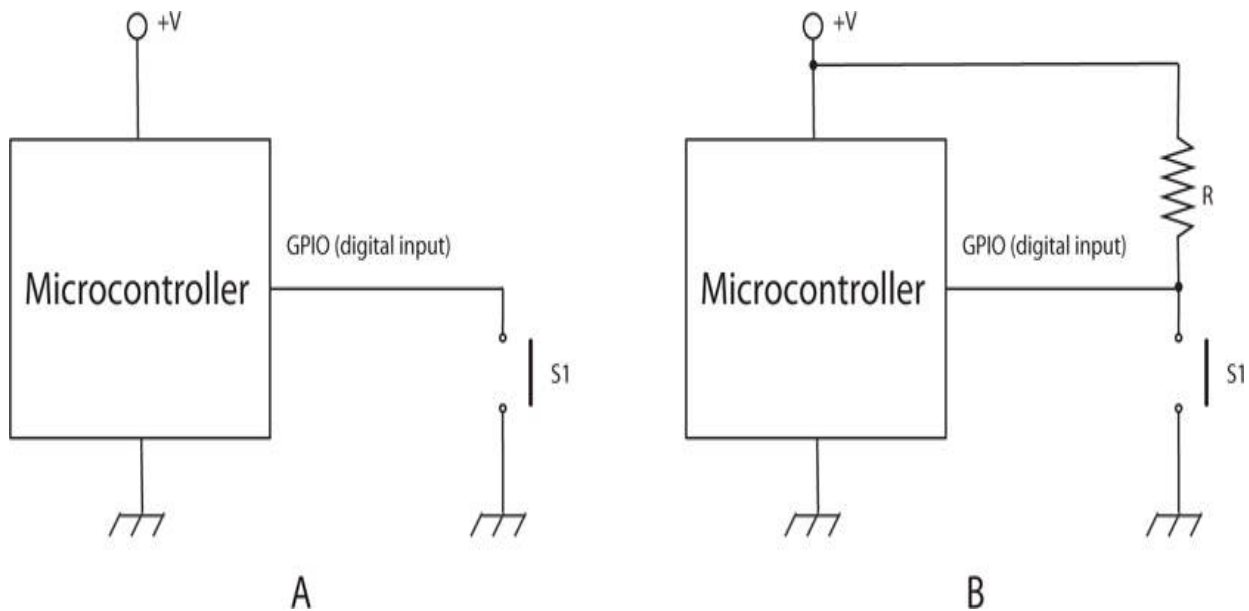 +V
GPIO (digital input)
Microcontroller
S1
A
+V
R
GPIO (digital input)
Microcontroller
S1
B